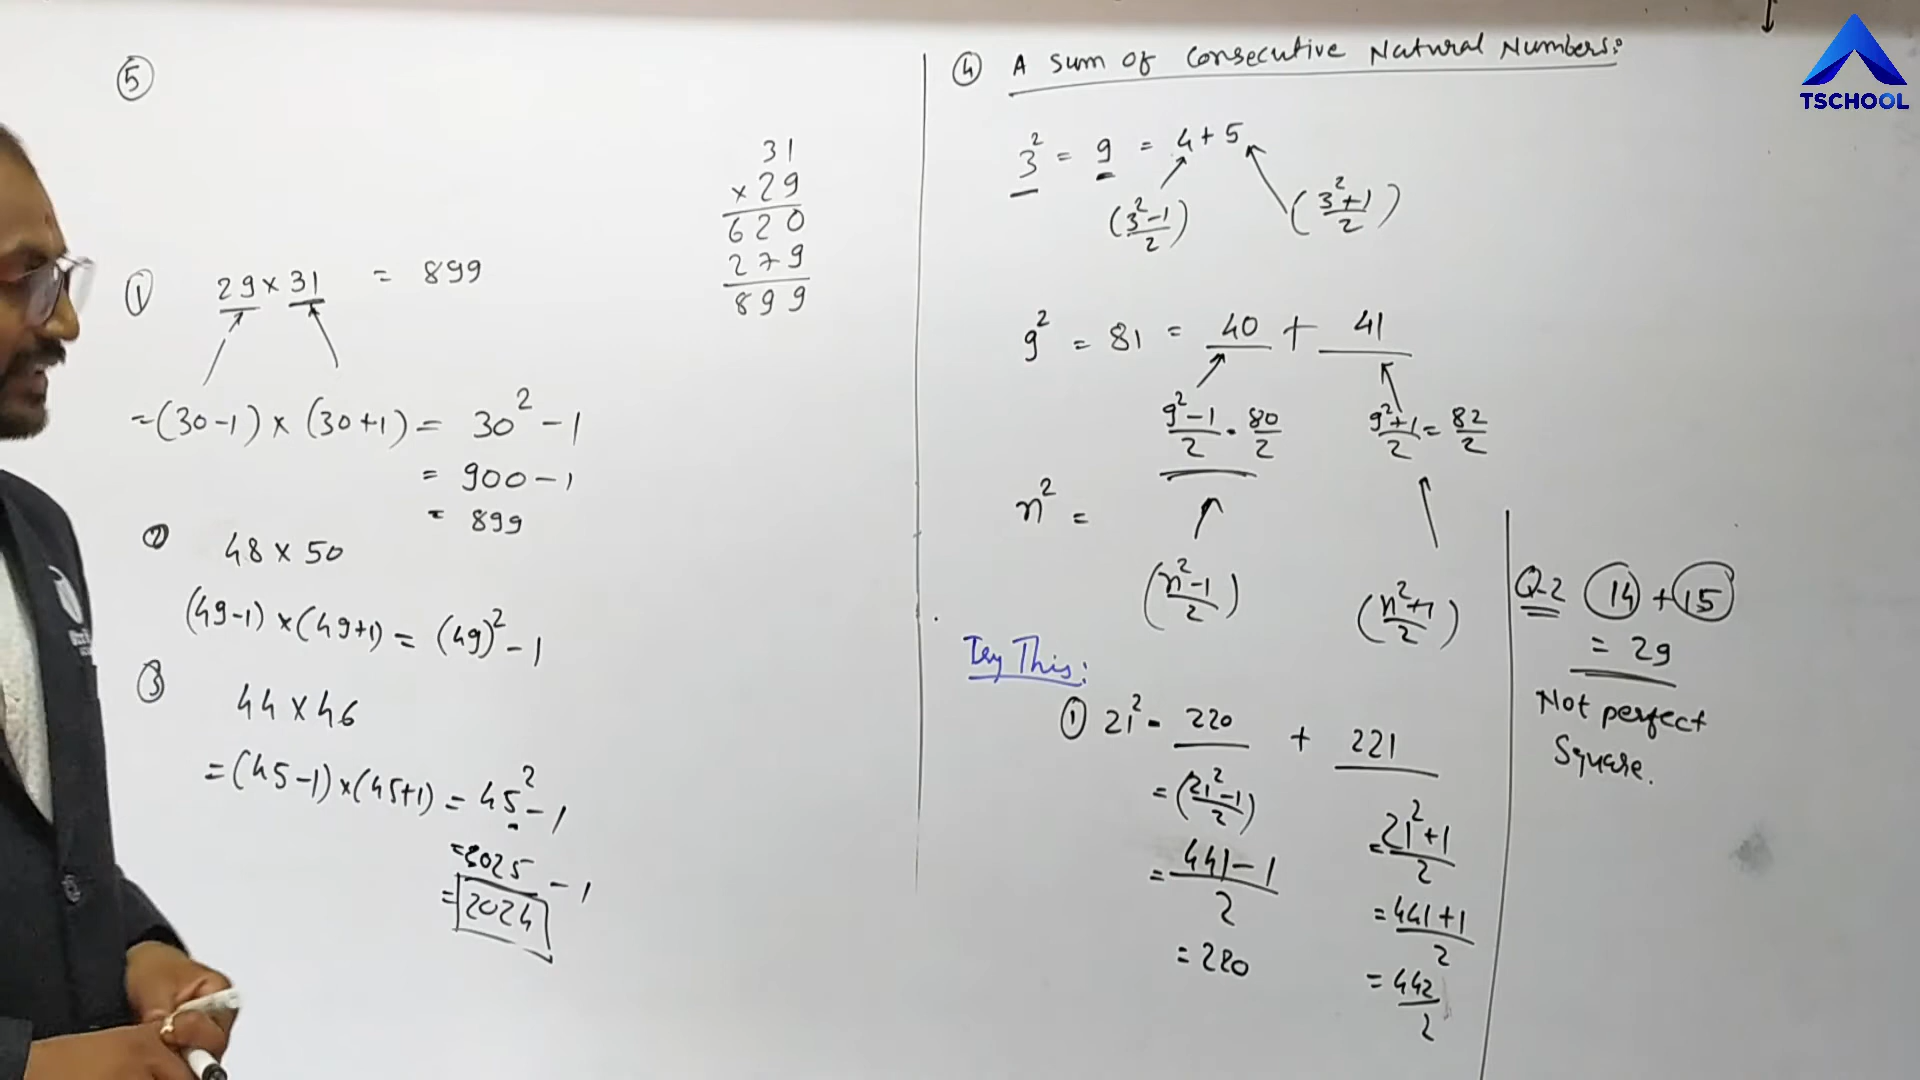 ⑤
31
× 29
620
279
899
① 29 × 31 = 899
= (30-1) × (30+1) = 30² - 1
= 900 - 1
= 899
② 48 × 50
(49-1) × (49+1) = (49)² - 1
③ 44 × 46
= (45-1) × (45+1) = 45² - 1
= 2025 - 1
= 2024
④ A Sum of Consecutive Natural Numbers:
3² = 9 = 4 + 5
(3²-1/2) (3²+1/2)
9² = 81 = 40 + 41
9²-1/2 = 80/2 9²+1/2 = 82/2
n² =
(n²-1/2) (n²+1/2)
Try This:
① 21² = 220 + 221
= (21²-1/2) = 21²+1/2
= 441-1/2 = 441+1/2
= 220 = 442/2
Q-2 14 + 15
= 29
Not perfect
Square.
TSCHOOL